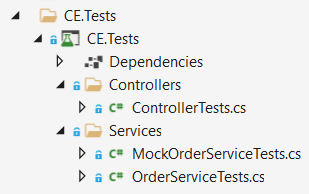 CE.Tests
CE.Tests
Dependencies
Controllers
C# ControllerTests.cs
Services
C# MockOrderServiceTests.cs
C# OrderServiceTests.cs